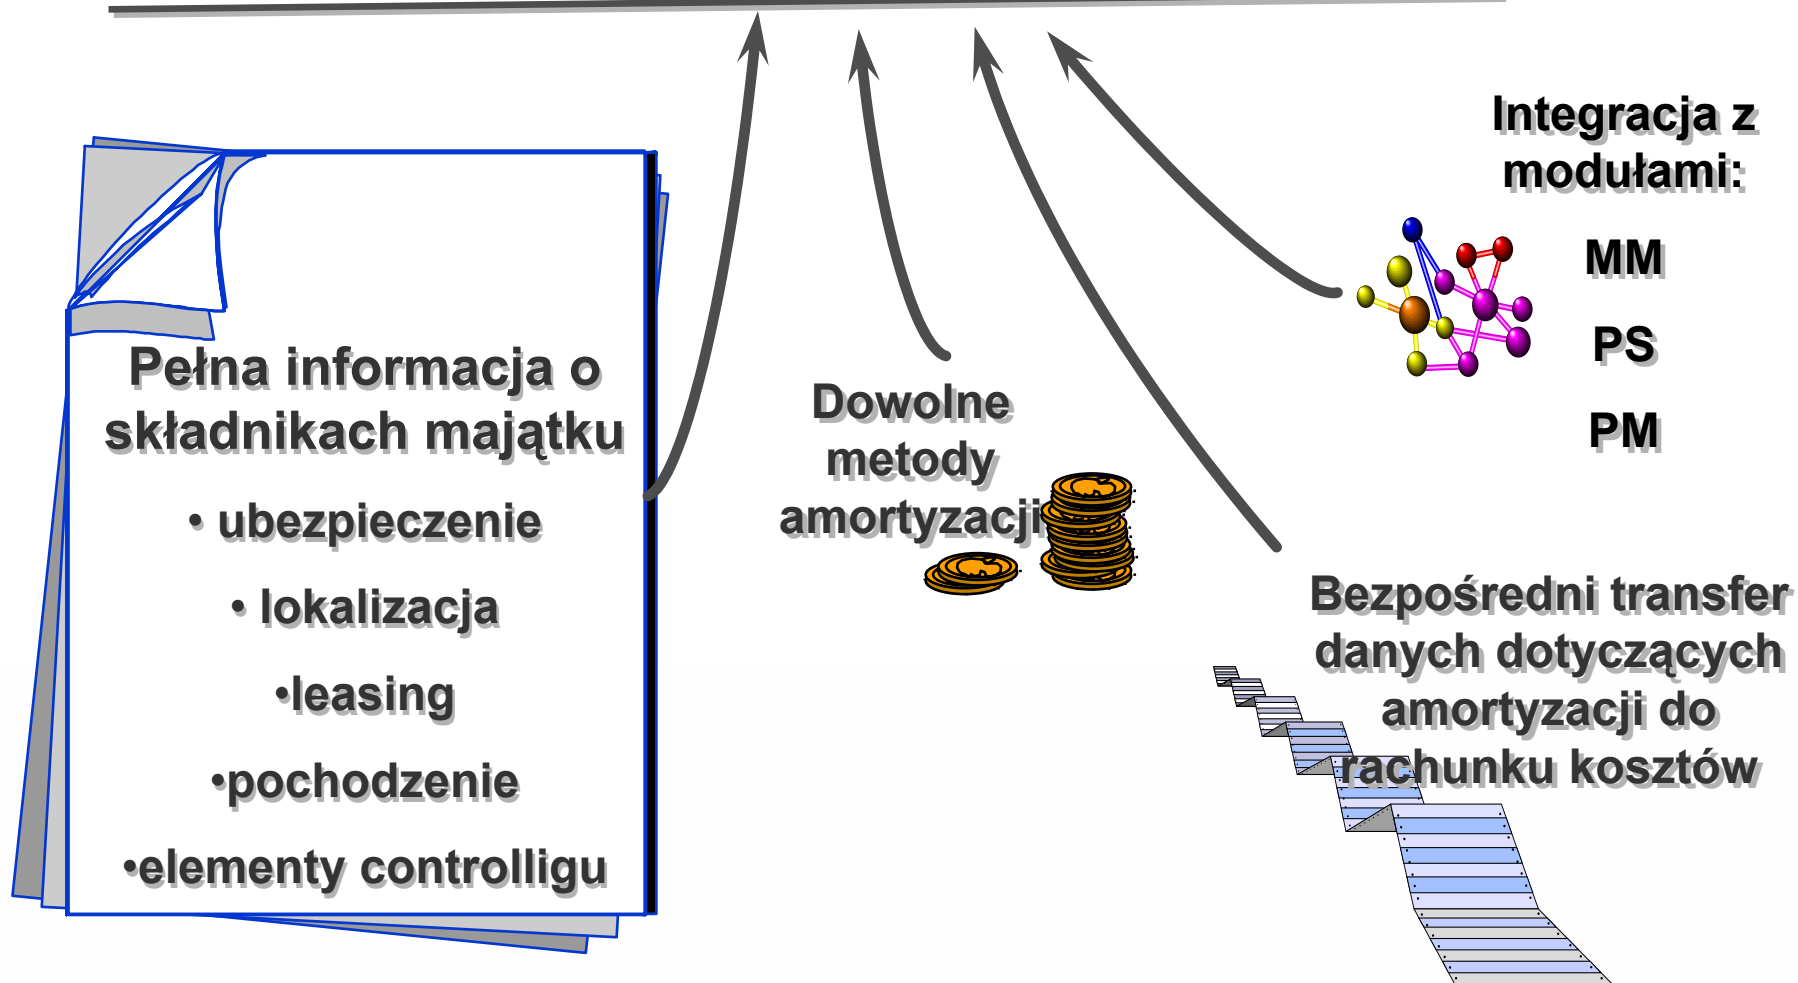 Integracja z
modułami:
MM
PS
PM
Pełna informacja o
składnikach majątku
• ubezpieczenie
• lokalizacja
•leasing
•pochodzenie
•elementy controlligu
Dowolne
metody
amortyzacji
Bezpośredni transfer
danych dotyczących
amortyzacji do
rachunku kosztów